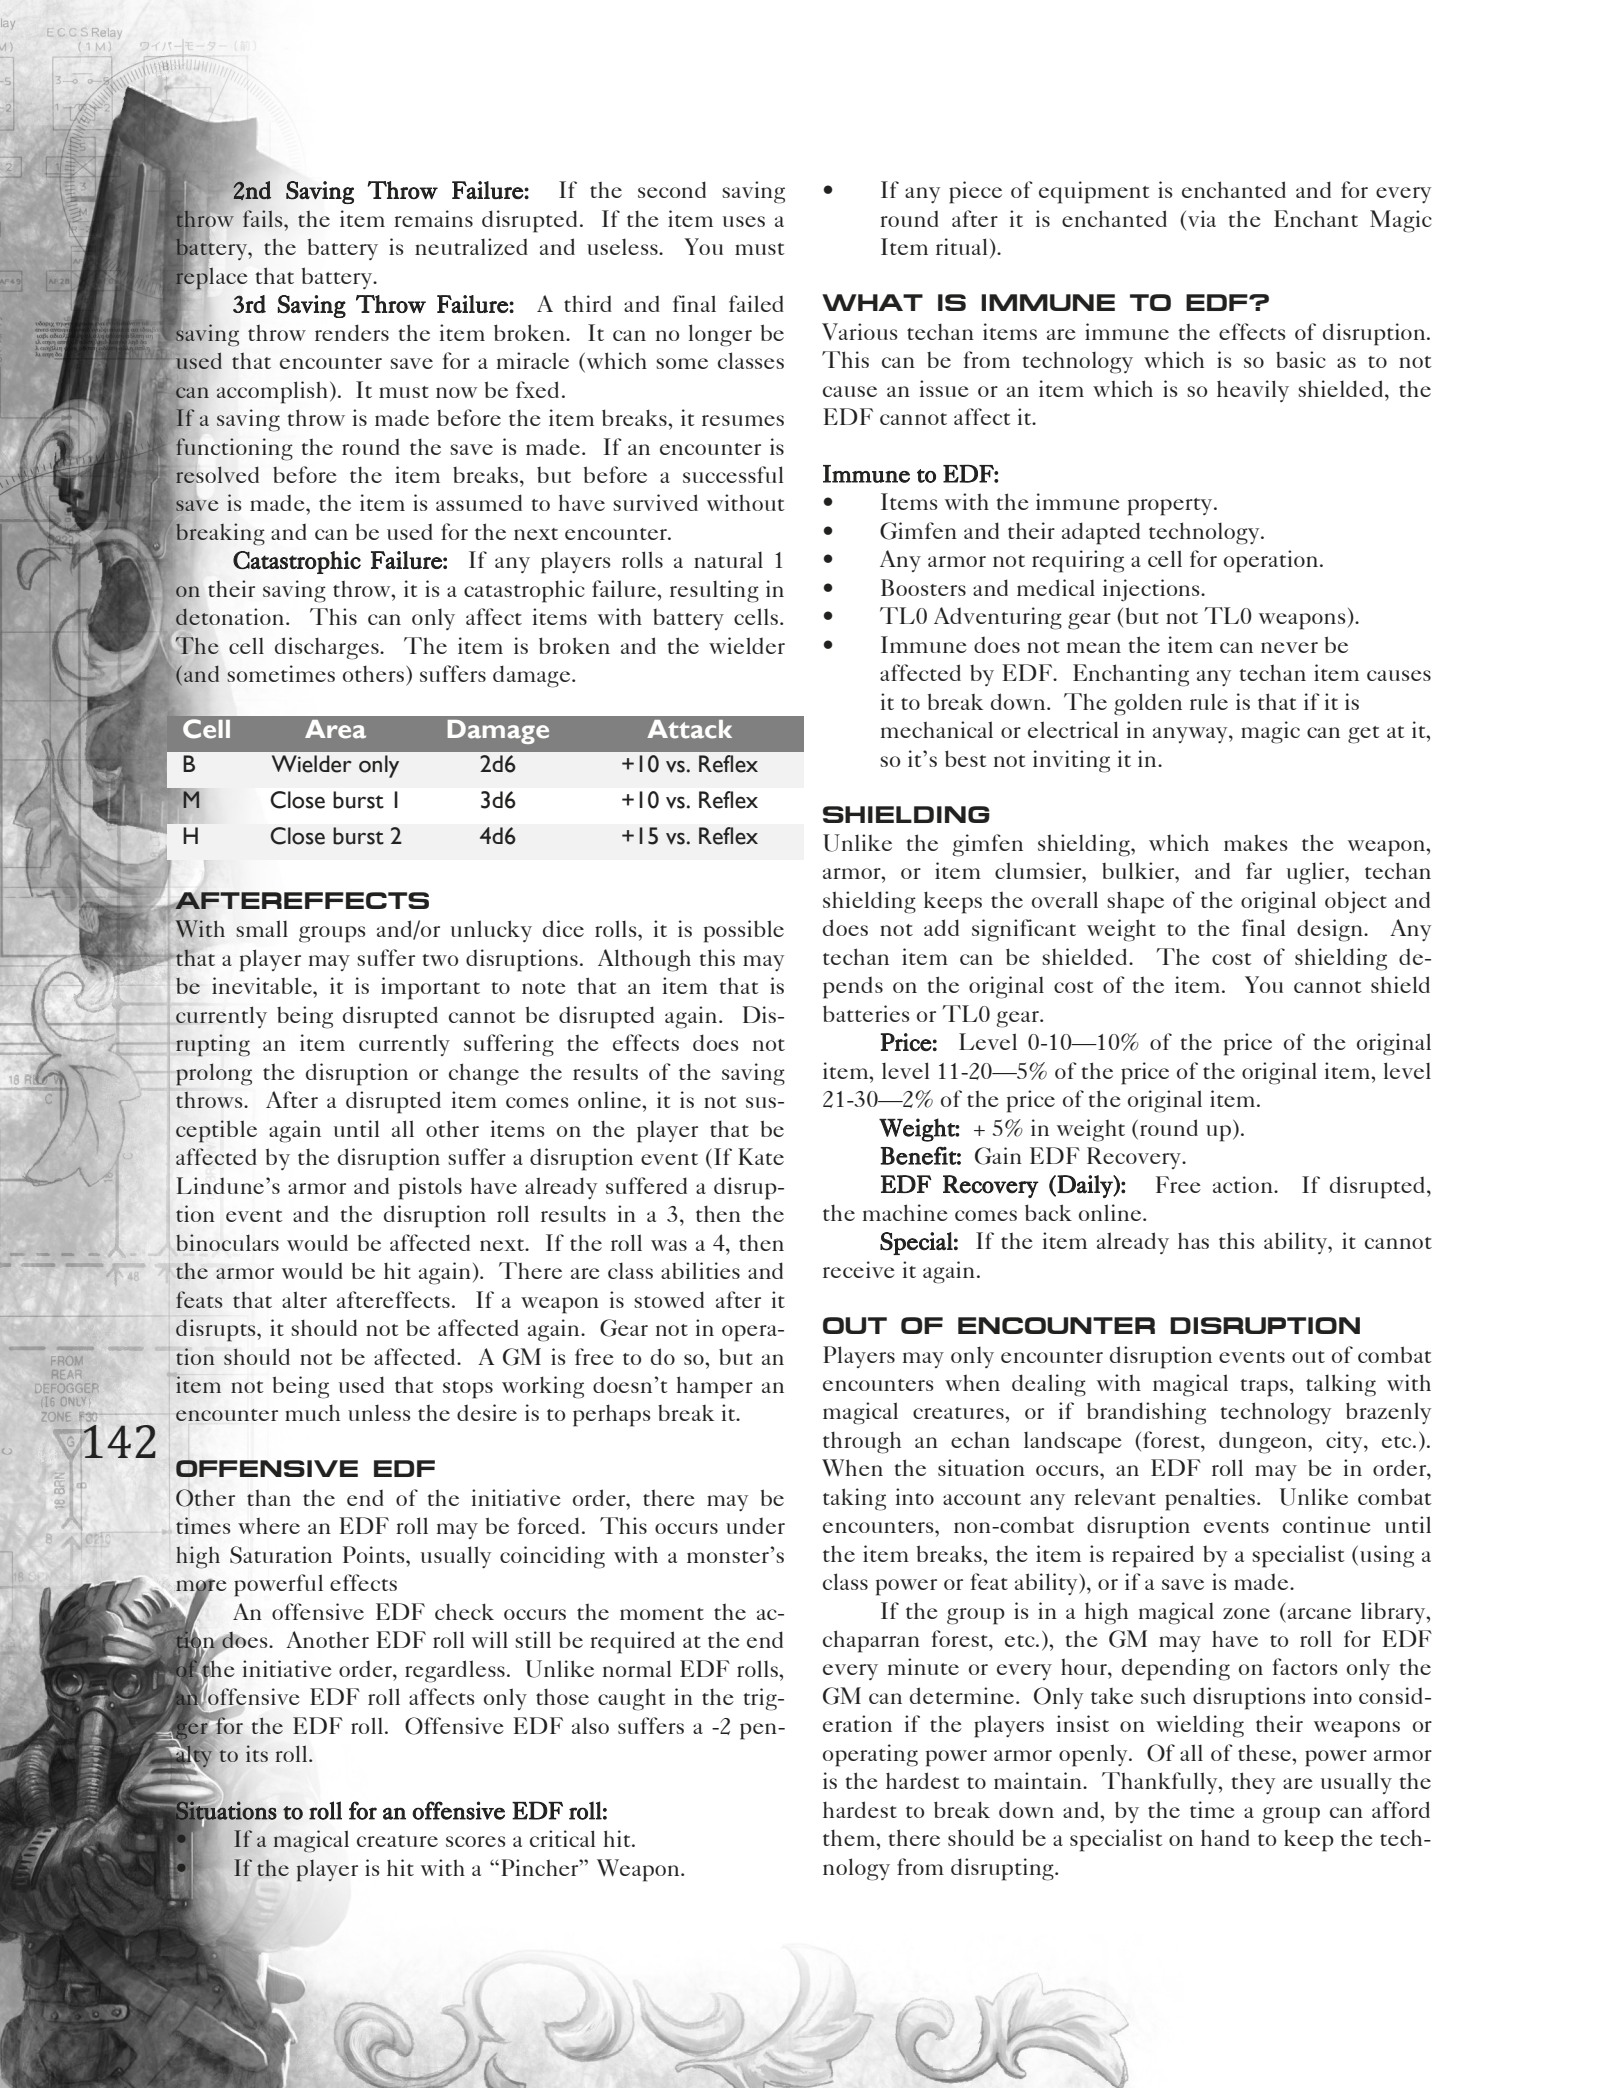 ECCS Relay
(1M)
ワイパーモーター(前)
2nd Saving Throw Failure: If the second saving
throw fails, the item remains disrupted. If the item uses a
battery, the battery is neutralized and useless. You must
replace that battery.
3rd Saving Throw Failure: A third and final failed
saving throw renders the item broken. It can no longer be
used that encounter save for a miracle (which some classes
can accomplish). It must now be fxed.
If a saving throw is made before the item breaks, it resumes
functioning the round the save is made. If an encounter is
resolved before the item breaks, but before a successful
save is made, the item is assumed to have survived without
breaking and can be used for the next encounter.
Catastrophic Failure: If any players rolls a natural 1
on their saving throw, it is a catastrophic failure, resulting in
detonation. This can only affect items with battery cells.
The cell discharges. The item is broken and the wielder
(and sometimes others) suffers damage.
Cell Area Damage Attack
B Wielder only 2d6 +10 vs. Reflex
M Close burst 1 3d6 +10 vs. Reflex
H Close burst 2 4d6 +15 vs. Reflex
AFTEREFFECTS
With small groups and/or unlucky dice rolls, it is possible
that a player may suffer two disruptions. Although this may
be inevitable, it is important to note that an item that is
currently being disrupted cannot be disrupted again. Dis-
rupting an item currently suffering the effects does not
prolong the disruption or change the results of the saving
throws. After a disrupted item comes online, it is not sus-
ceptible again until all other items on the player that be
affected by the disruption suffer a disruption event (If Kate
Lindune's armor and pistols have already suffered a disrup-
tion event and the disruption roll results in a 3, then the
binoculars would be affected next. If the roll was a 4, then
the armor would be hit again). There are class abilities and
feats that alter aftereffects. If a weapon is stowed after it
disrupts, it should not be affected again. Gear not in opera-
tion should not be affected. A GM is free to do so, but an
item not being used that stops working doesn't hamper an
encounter much unless the desire is to perhaps break it.
FROM
REAR
DEFOGGER
(16 ONLY)
ZONE F30
142
OFFENSIVE EDF
Other than the end of the initiative order, there may be
times where an EDF roll may be forced. This occurs under
high Saturation Points, usually coinciding with a monster's
more powerful effects
An offensive EDF check occurs the moment the ac-
tion does. Another EDF roll will still be required at the end
of the initiative order, regardless. Unlike normal EDF rolls,
an offensive EDF roll affects only those caught in the trig-
ger for the EDF roll. Offensive EDF also suffers a -2 pen-
alty to its roll.
Situations to roll for an offensive EDF roll:
• If a magical creature scores a critical hit.
• If the player is hit with a "Pincher" Weapon.
• If any piece of equipment is enchanted and for every
round after it is enchanted (via the Enchant Magic
Item ritual).
WHAT IS IMMUNE TO EDF?
Various techan items are immune the effects of disruption.
This can be from technology which is so basic as to not
cause an issue or an item which is so heavily shielded, the
EDF cannot affect it.
Immune to EDF:
• Items with the immune property.
• Gimfen and their adapted technology.
• Any armor not requiring a cell for operation.
• Boosters and medical injections.
• TL0 Adventuring gear (but not TL0 weapons).
• Immune does not mean the item can never be
affected by EDF. Enchanting any techan item causes
it to break down. The golden rule is that if it is
mechanical or electrical in anyway, magic can get at it,
so it's best not inviting it in.
SHIELDING
Unlike the gimfen shielding, which makes the weapon,
armor, or item clumsier, bulkier, and far uglier, techan
shielding keeps the overall shape of the original object and
does not add significant weight to the final design. Any
techan item can be shielded. The cost of shielding de-
pends on the original cost of the item. You cannot shield
batteries or TL0 gear.
Price: Level 0-10—10% of the price of the original
item, level 11-20—5% of the price of the original item, level
21-30—2% of the price of the original item.
Weight: + 5% in weight (round up).
Benefit: Gain EDF Recovery.
EDF Recovery (Daily): Free action. If disrupted,
the machine comes back online.
Special: If the item already has this ability, it cannot
receive it again.
OUT OF ENCOUNTER DISRUPTION
Players may only encounter disruption events out of combat
encounters when dealing with magical traps, talking with
magical creatures, or if brandishing technology brazenly
through an echan landscape (forest, dungeon, city, etc.).
When the situation occurs, an EDF roll may be in order,
taking into account any relevant penalties. Unlike combat
encounters, non-combat disruption events continue until
the item breaks, the item is repaired by a specialist (using a
class power or feat ability), or if a save is made.
If the group is in a high magical zone (arcane library,
chaparran forest, etc.), the GM may have to roll for EDF
every minute or every hour, depending on factors only the
GM can determine. Only take such disruptions into consid-
eration if the players insist on wielding their weapons or
operating power armor openly. Of all of these, power armor
is the hardest to maintain. Thankfully, they are usually the
hardest to break down and, by the time a group can afford
them, there should be a specialist on hand to keep the tech-
nology from disrupting.